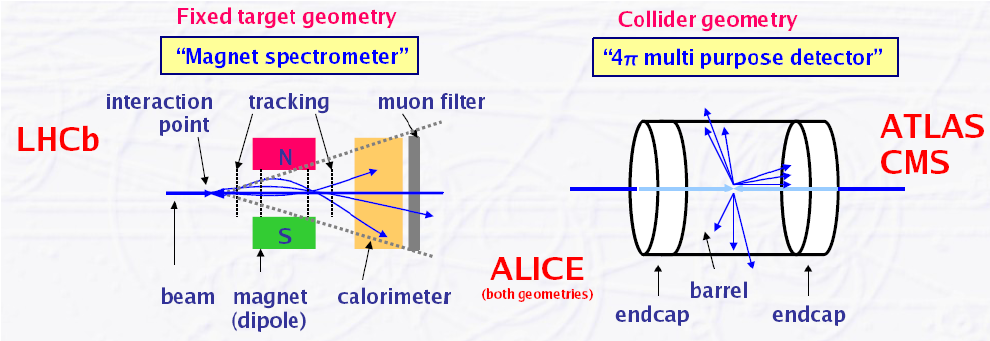 Fixed target geometry
“Magnet spectrometer”
interaction
point
tracking
muon filter
LHCb
N
S
beam
magnet
(dipole)
calorimeter
ALICE
(both geometries)
Collider geometry
“4π multi purpose detector”
ATLAS
CMS
barrel
endcap
endcap